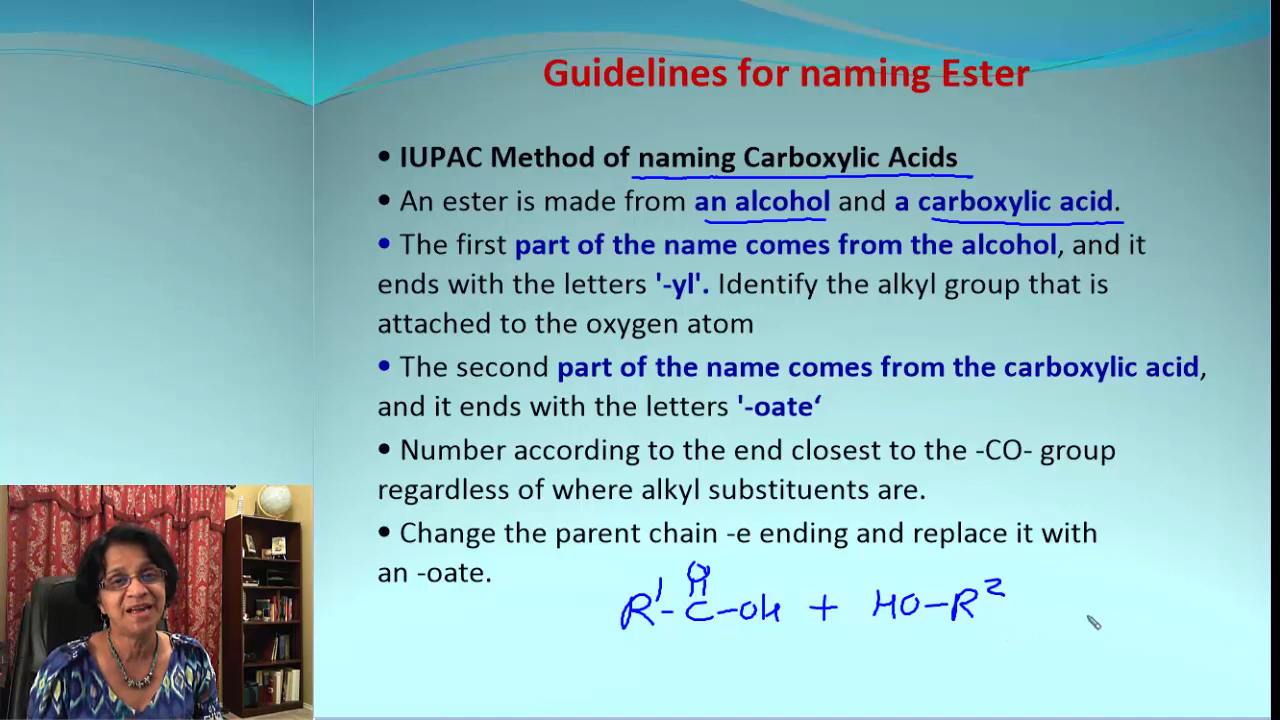 Guidelines for naming Ester
• IUPAC Method of naming Carboxylic Acids
• An ester is made from an alcohol and a carboxylic acid.
• The first part of the name comes from the alcohol, and it
ends with the letters '-yl'. Identify the alkyl group that is
attached to the oxygen atom
• The second part of the name comes from the carboxylic acid,
and it ends with the letters '-oate‘
• Number according to the end closest to the -CO- group
regardless of where alkyl substituents are.
• Change the parent chain -e ending and replace it with
an -oate.
O
R¹-C-OH + HO-R²